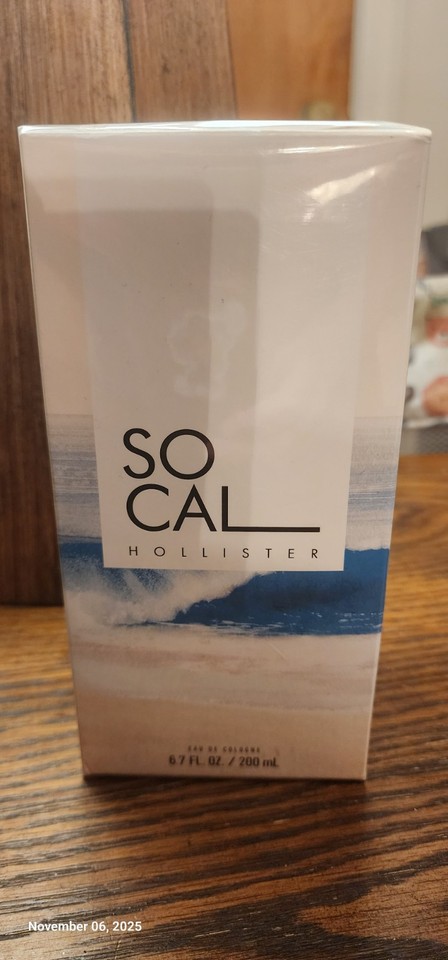 SO
CAL
HOLLISTER
EAU DE COLOGNE
6.7 FL. OZ. / 200 mL
November 06, 2025